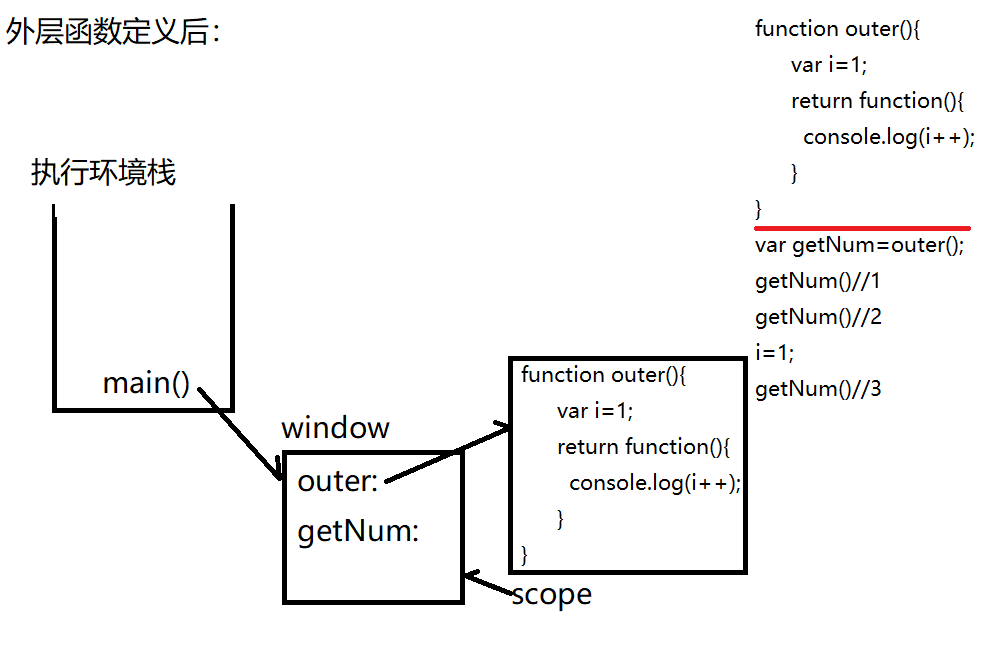 外层函数定义后：
执行环境栈
main()
window
outer:
getNum:
function outer(){
var i=1;
return function(){
console.log(i++);
}
}
scope
function outer(){
var i=1;
return function(){
console.log(i++);
}
}
var getNum=outer();
getNum()//1
getNum()//2
i=1;
getNum()//3